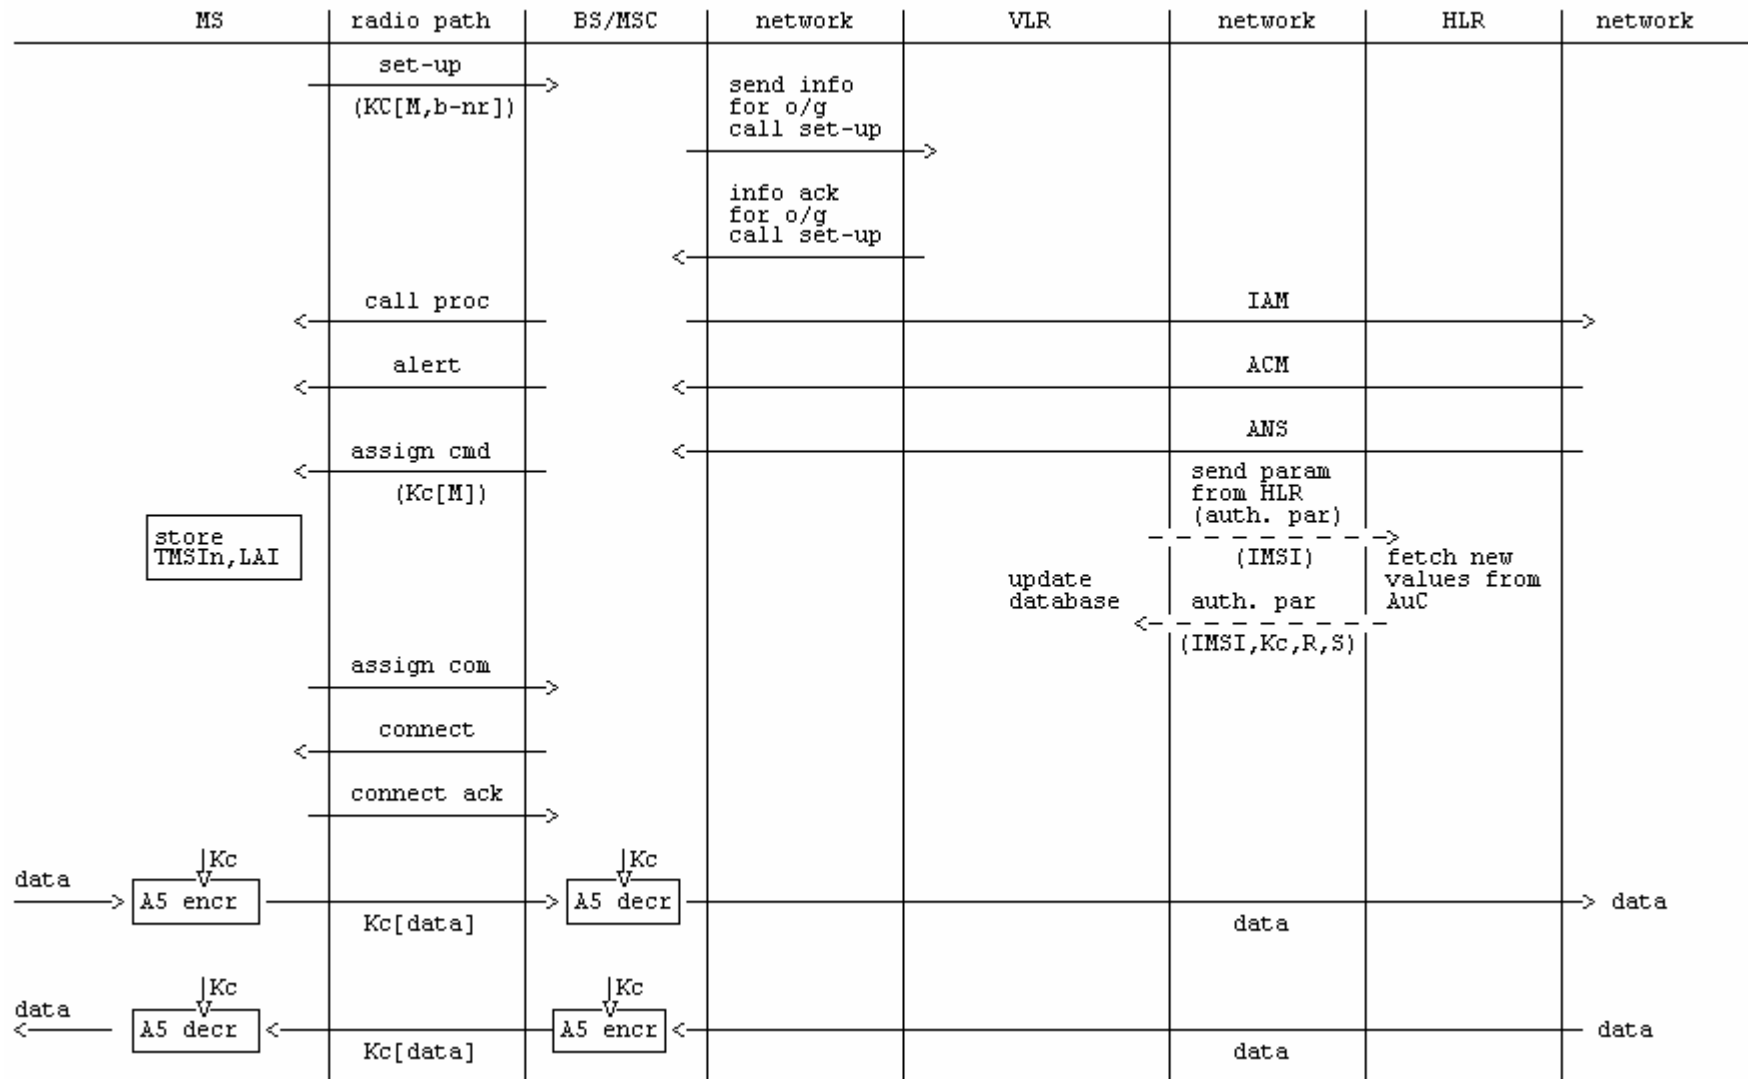 MS radio path BS/MSC network VLR network HLR network
set-up
(KC[M,b-nr])
send info
for o/g
call set-up
info ack
for o/g
call set-up
call proc
IAM
alert
ACM
ANS
assign cmd
(Kc[M])
send param
from HLR
(auth. par)
(IMSI)
store
TMSIn,LAI
fetch new
values from
AuC
update
database
auth. par
(IMSI,Kc,R,S)
assign com
connect
connect ack
data
Kc
A5 encr
Kc[data]
Kc
A5 decr
data
data
data
Kc
A5 decr
Kc[data]
Kc
A5 encr
data
data